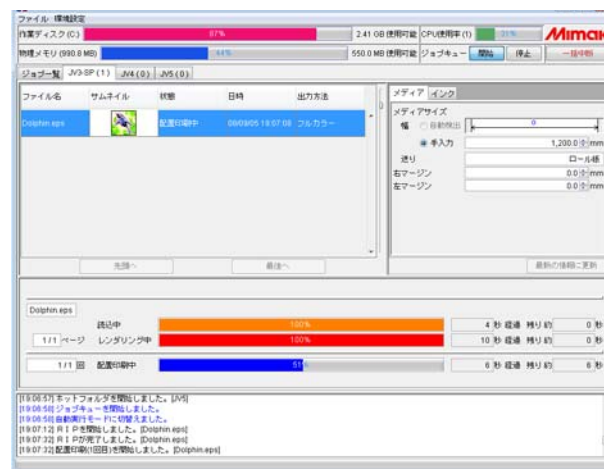 ファイル 環境設定
作業ディスク(C:) 87% 2.41 GB 使用可能 CPU使用率(1) 31% Mimaki
物理メモリ(990.8 MB) 44% 550.0 MB 使用可能 ジョブキュー 開始 停止 一括中断
ジョブ一覧 JV3-SP(1) JV4(0) JV5(0)
ファイル名 サムネイル 状態 日時 出力方法
Dolphin.eps 配置印刷中 08/09/05 19:07:08 フルカラー
先頭へ 最後へ
メディア インク
メディアサイズ
幅 自動検出 0
手入力 1,200.0 mm
送り ロール紙
右マージン 0.0 mm
左マージン 0.0 mm
最新の情報に更新
Dolphin.eps
読込中 100% 4 秒 経過 残り 約 0 秒
1/1 ページ レンダリング中 100% 10 秒 経過 残り 約 0 秒
1/1 回 配置印刷中 51% 6 秒 経過 残り 約 6 秒
[19:06:57] ホットフォルダを開始しました。[JV5]
[19:06:58] ジョブキューを開始しました。
[19:06:58] 自動実行モードに切替えました。
[19:07:12] RIPを開始しました。[Dolphin.eps]
[19:07:32] RIPが完了しました。[Dolphin.eps]
[19:07:32] 配置印刷(1回目)を開始しました。[Dolphin.eps]